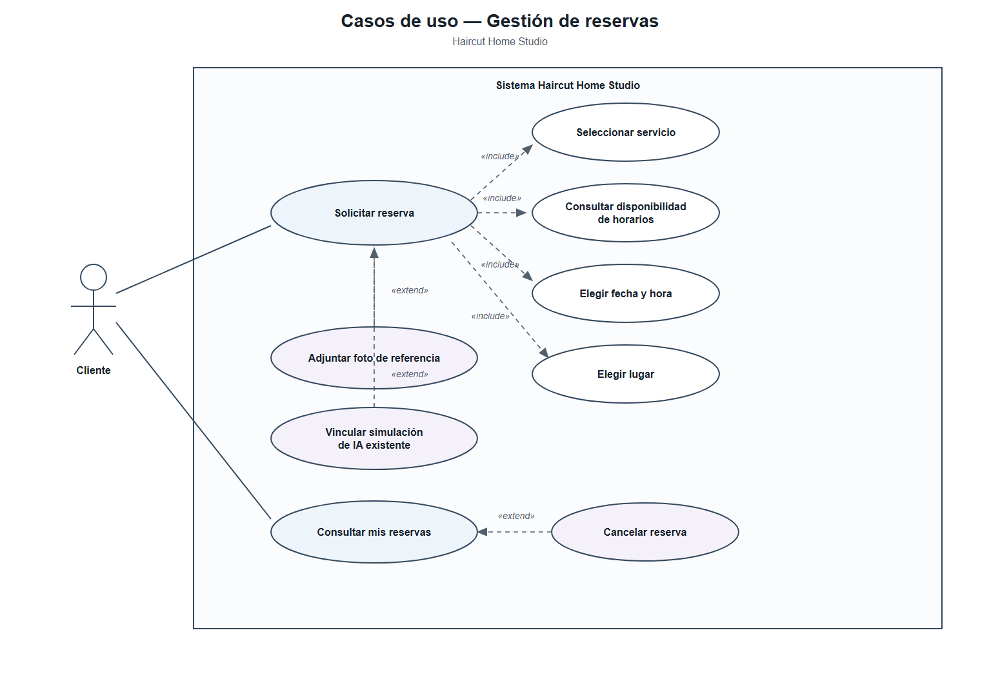 Casos de uso — Gestión de reservas
Haircut Home Studio
Sistema Haircut Home Studio
Seleccionar servicio
«include»
Solicitar reserva
«include»
Consultar disponibilidad
de horarios
«include»
Elegir fecha y hora
«extend»
«include»
Adjuntar foto de referencia
«extend»
Elegir lugar
Cliente
Vincular simulación
de IA existente
Consultar mis reservas
«extend»
Cancelar reserva